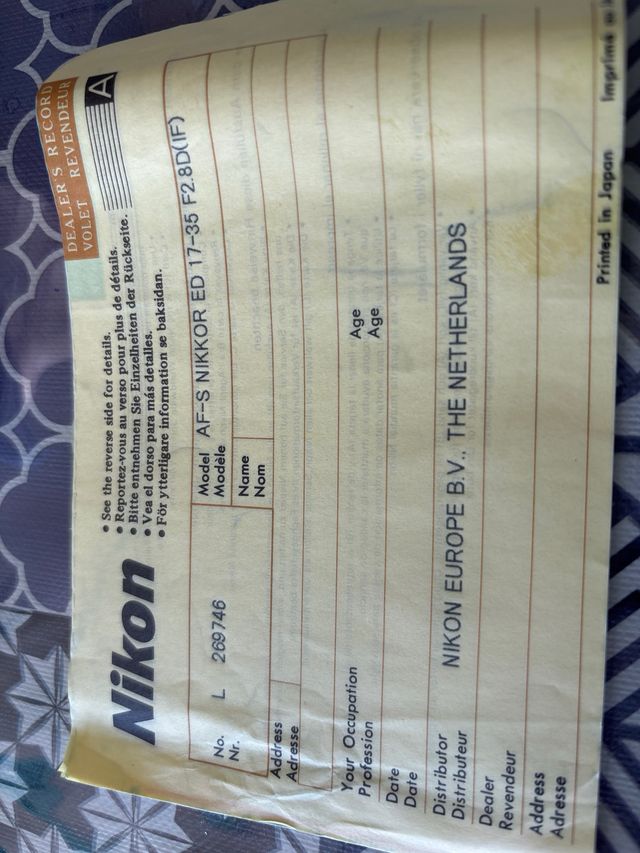 DEALER'S RECORD
VOLET REVENDEUR
A
Nikon
• See the reverse side for details.
• Reportez-vous au verso pour plus de détails.
• Bitte entnehmen Sie Einzelheiten der Rückseite.
• Vea el dorso para más detalles.
• För ytterligare information se baksidan.
No. L 269746 Model AF-S NIKKOR ED 17-35 F2.8D(IF)
Nr. Modèle
Name
Nom
Address
Adresse
Your Occupation Age
Profession Age
Date
Date
Distributor NIKON EUROPE B.V., THE NETHERLANDS
Distributeur
Dealer
Revendeur
Address
Adresse
Printed in Japan Imprimé